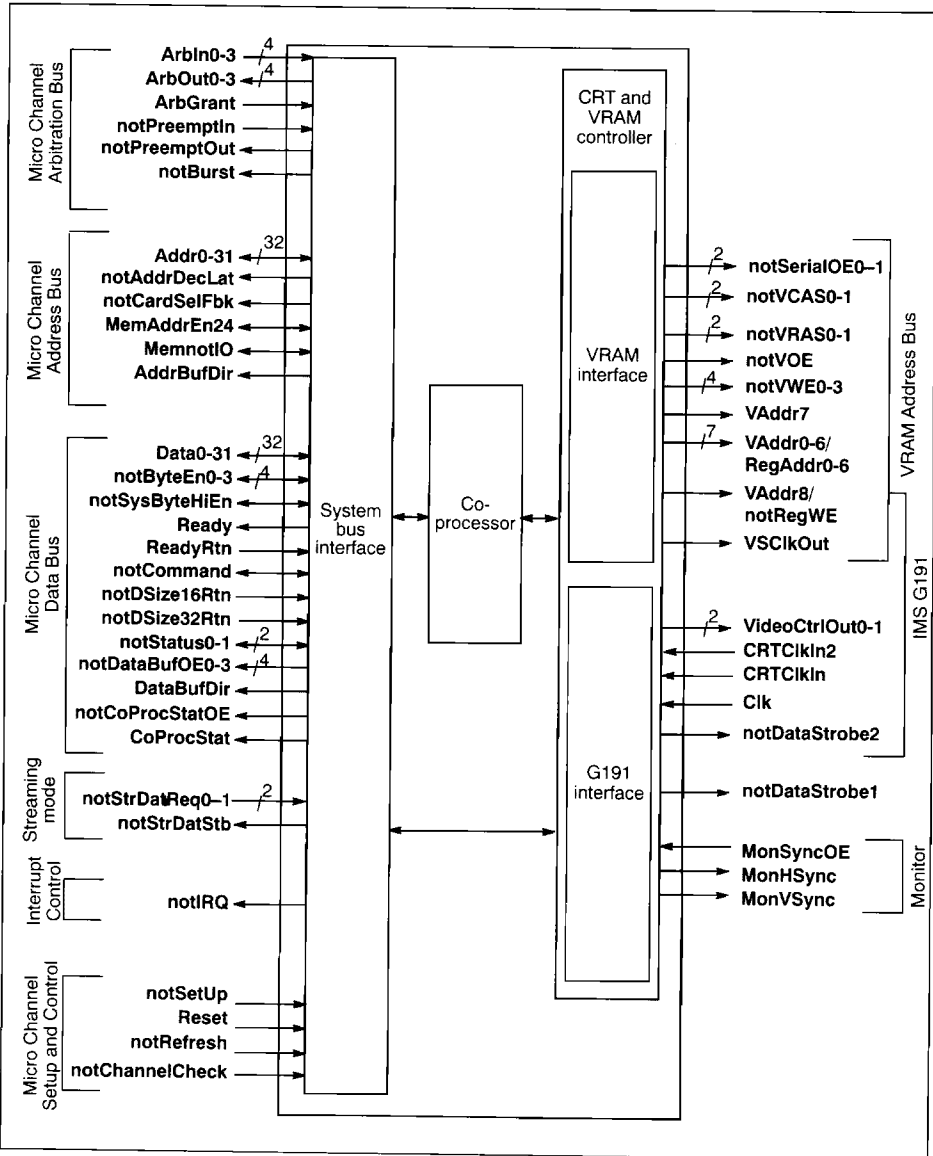 Micro Channel
Arbitration Bus
ArbIn0-3
4
ArbOut0-3
4
ArbGrant
notPreemptIn
notPreemptOut
notBurst
Micro Channel
Address Bus
Addr0-31
32
notAddrDecLat
notCardSelFbk
MemAddrEn24
MemnotIO
AddrBufDir
Micro Channel
Data Bus
Data0-31
32
notByteEn0-3
4
notSysByteHiEn
Ready
ReadyRtn
notCommand
notDSize16Rtn
notDSize32Rtn
notStatus0-1
2
notDataBufOE0-3
4
DataBufDir
notCoProcStatOE
CoProcStat
Streaming
mode
notStrDatReq0-1
2
notStrDatStb
Interrupt
Control
notIRQ
Micro Channel
Setup and Control
notSetUp
Reset
notRefresh
notChannelCheck
System
bus
interface
Co-
processor
CRT and
VRAM
controller
VRAM
interface
G191
interface
2
notSerialOE0-1
2
notVCAS0-1
2
notVRAS0-1
notVOE
4
notVWE0-3
VAddr7
7
VAddr0-6/
RegAddr0-6
VAddr8/
notRegWE
VSClkOut
VRAM Address Bus
2
VideoCtrlOut0-1
CRTClkIn2
CRTClkIn
Clk
notDataStrobe2
IMS G191
notDataStrobe1
MonSyncOE
MonHSync
MonVSync
Monitor